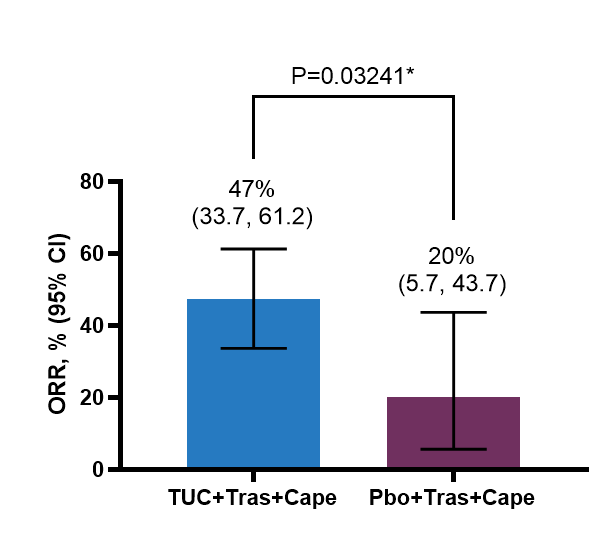 P=0.03241*
80
60
40
20
0
ORR, % (95% CI)
47%
(33.7, 61.2)
20%
(5.7, 43.7)
TUC+Tras+Cape
Pbo+Tras+Cape